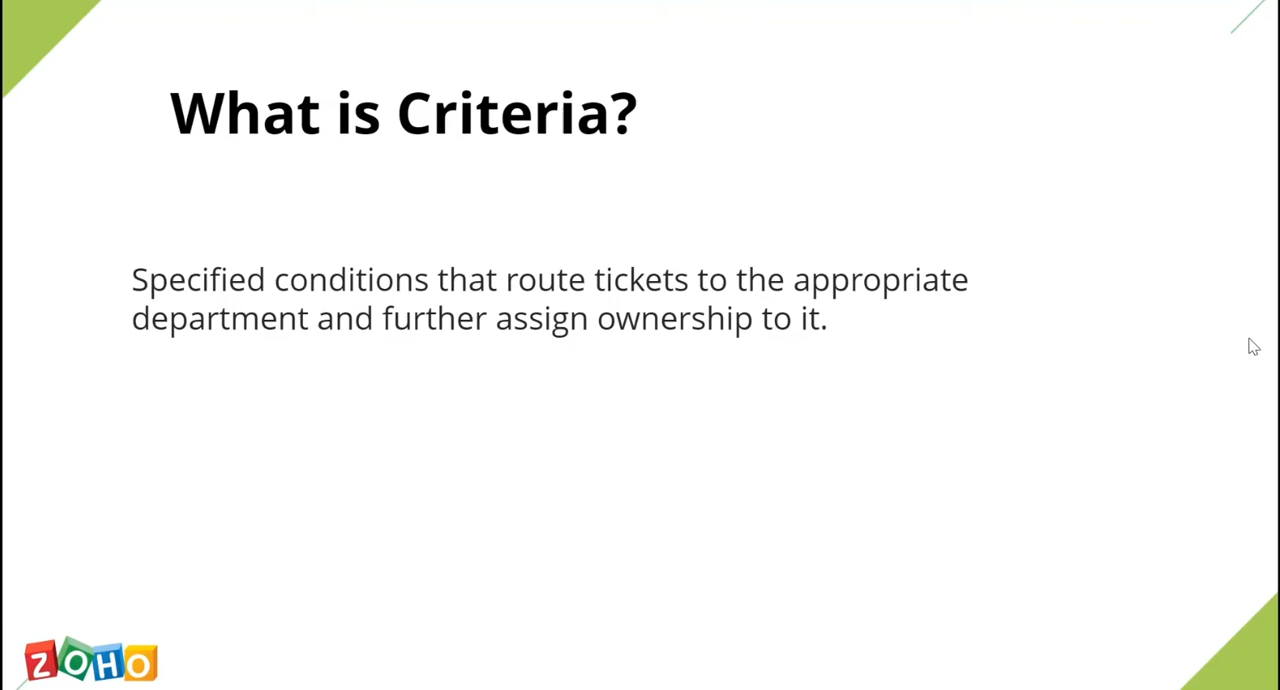 What is Criteria?
Specified conditions that route tickets to the appropriate
department and further assign ownership to it.
ZOHO